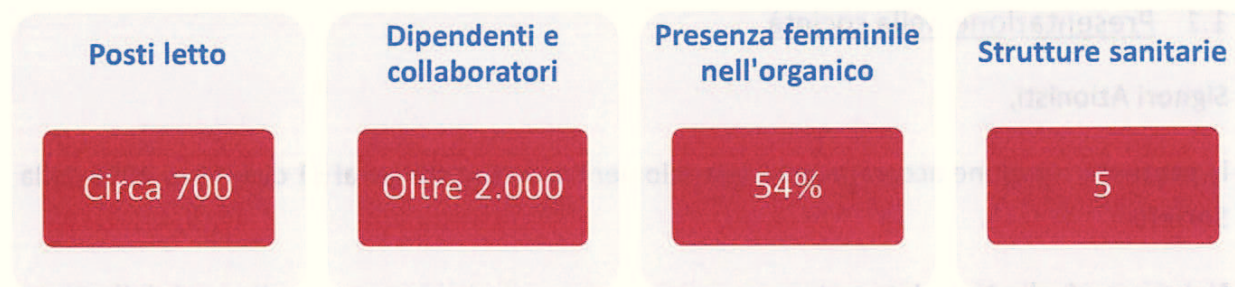 Posti letto
Circa 700
Dipendenti e
collaboratori
Oltre 2.000
Presenza femminile
nell'organico
54%
Strutture sanitarie
5
1.1 Presentazione della società
Signori Azionisti,